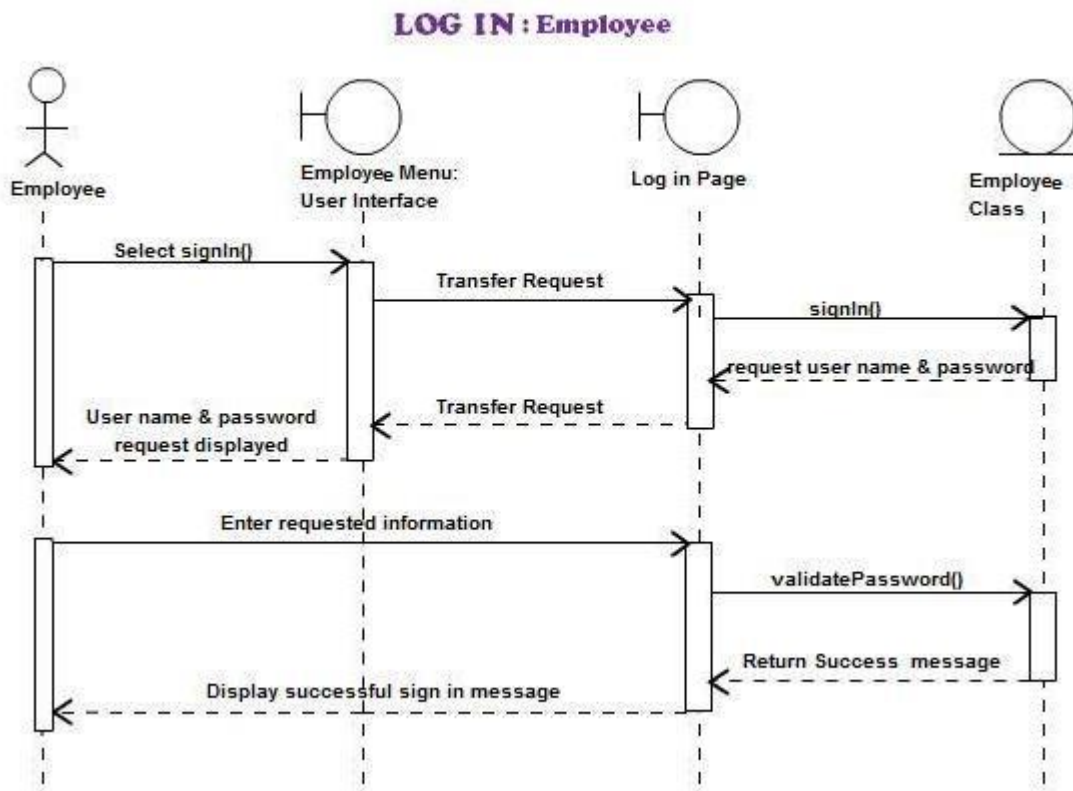 LOG IN : Employee
Employee
Employee Menu:
User Interface
Log in Page
Employee
Class
Select signIn()
Transfer Request
signIn()
request user name & password
Transfer Request
User name & password
request displayed
Enter requested information
validatePassword()
Return Success message
Display successful sign in message